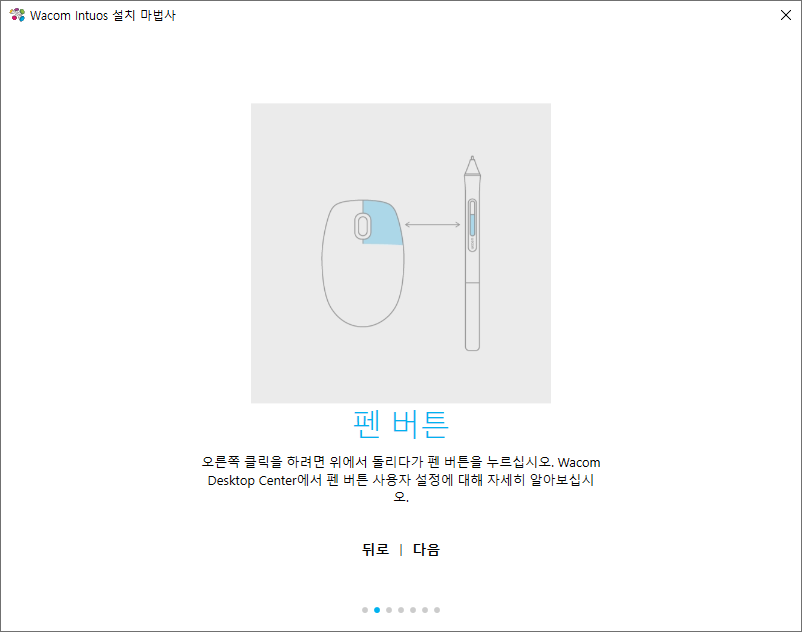 Wacom Intuos 설치 마법사
펜 버튼
오른쪽 클릭을 하려면 위에서 돌리다가 펜 버튼을 누르십시오. Wacom
Desktop Center에서 펜 버튼 사용자 설정에 대해 자세히 알아보십시
오.
뒤로 | 다음